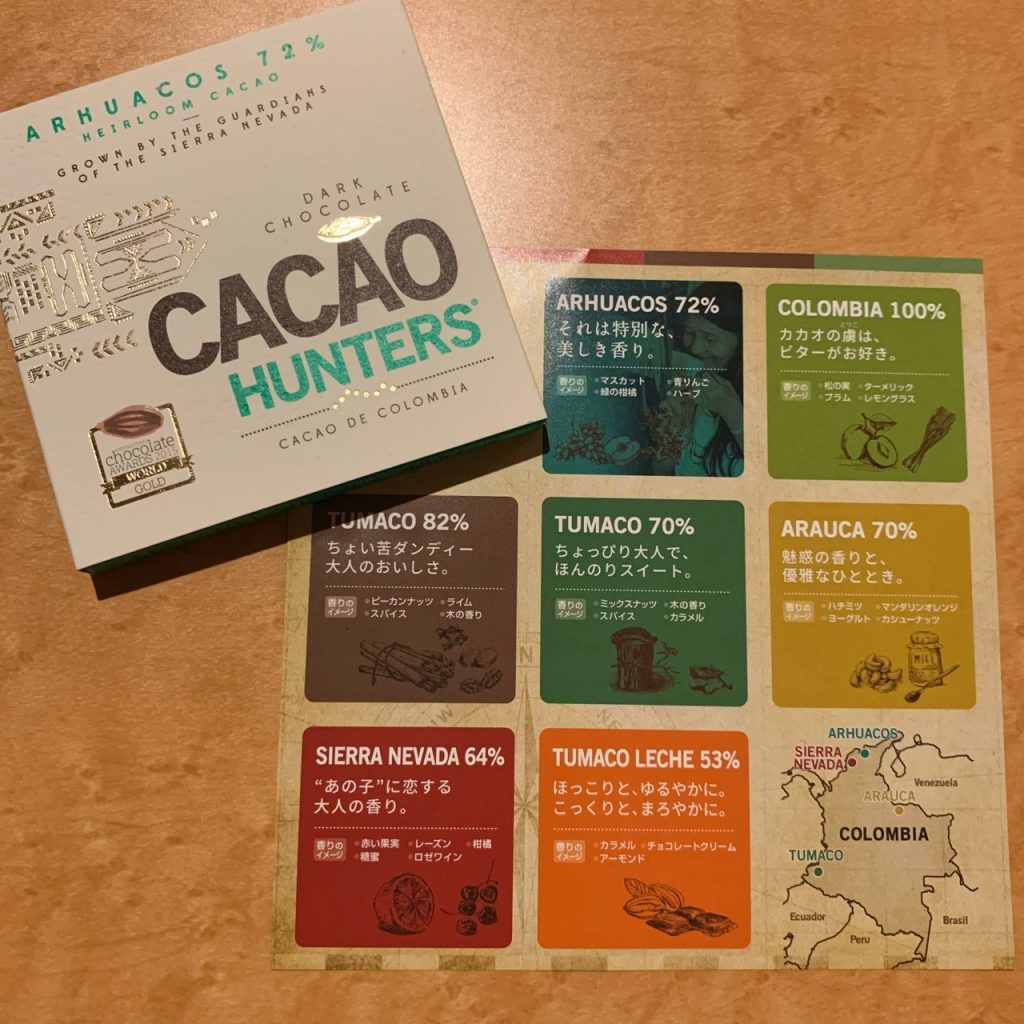 ARHUACOS 72%
HEIRLOOM CACAO
GROWN BY THE GUARDIANS
OF THE SIERRA NEVADA
DARK
CHOCOLATE
CACAO
HUNTERS®
CACAO DE COLOMBIA
chocolate
AWARDS 2015
WORLD
GOLD
ARHUACOS 72%
それは特別な、
美しき香り。
香りの
イメージ
マスカット 青りんご
緑の柑橘 ハーブ
COLOMBIA 100%
とりこ
カカオの虜は、
ビターがお好き。
香りの
イメージ
松の実 ターメリック
プラム レモングラス
TUMACO 82%
ちょい苦ダンディー
大人のおいしさ。
香りの
イメージ
ピーカンナッツ ライム
スパイス 木の香り
TUMACO 70%
ちょっぴり大人で、
ほんのりスイート。
香りの
イメージ
ミックスナッツ 木の香り
スパイス カラメル
ARAUCA 70%
魅惑の香りと、
優雅なひととき。
香りの
イメージ
ハチミツ マンダリンオレンジ
ヨーグルト カシューナッツ
MIEL
SIERRA NEVADA 64%
“あの子”に恋する
大人の香り。
香りの
イメージ
赤い果実 レーズン 柑橘
糖蜜 ロゼワイン
TUMACO LECHE 53%
ほっこりと、ゆるやかに。
こっくりと、まろやかに。
香りの
イメージ
カラメル チョコレートクリーム
アーモンド
ARHUACOS
SIERRA
NEVADA
Venezuela
ARAUCA
COLOMBIA
TUMACO
Ecuador
Peru
Brasil